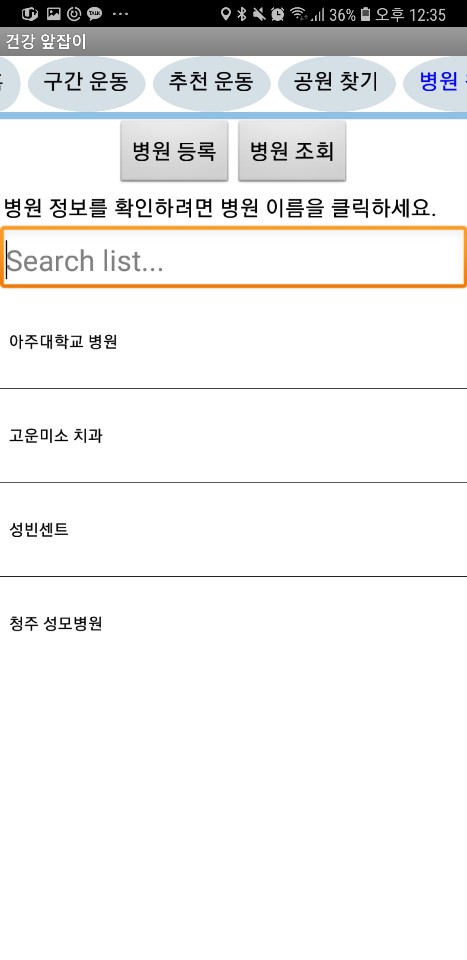 36% 오후 12:35
건강 앞잡이
구간 운동 추천 운동 공원 찾기 병원
병원 등록 병원 조회
병원 정보를 확인하려면 병원 이름을 클릭하세요.
Search list...
아주대학교 병원
고운미소 치과
성빈센트
청주 성모병원